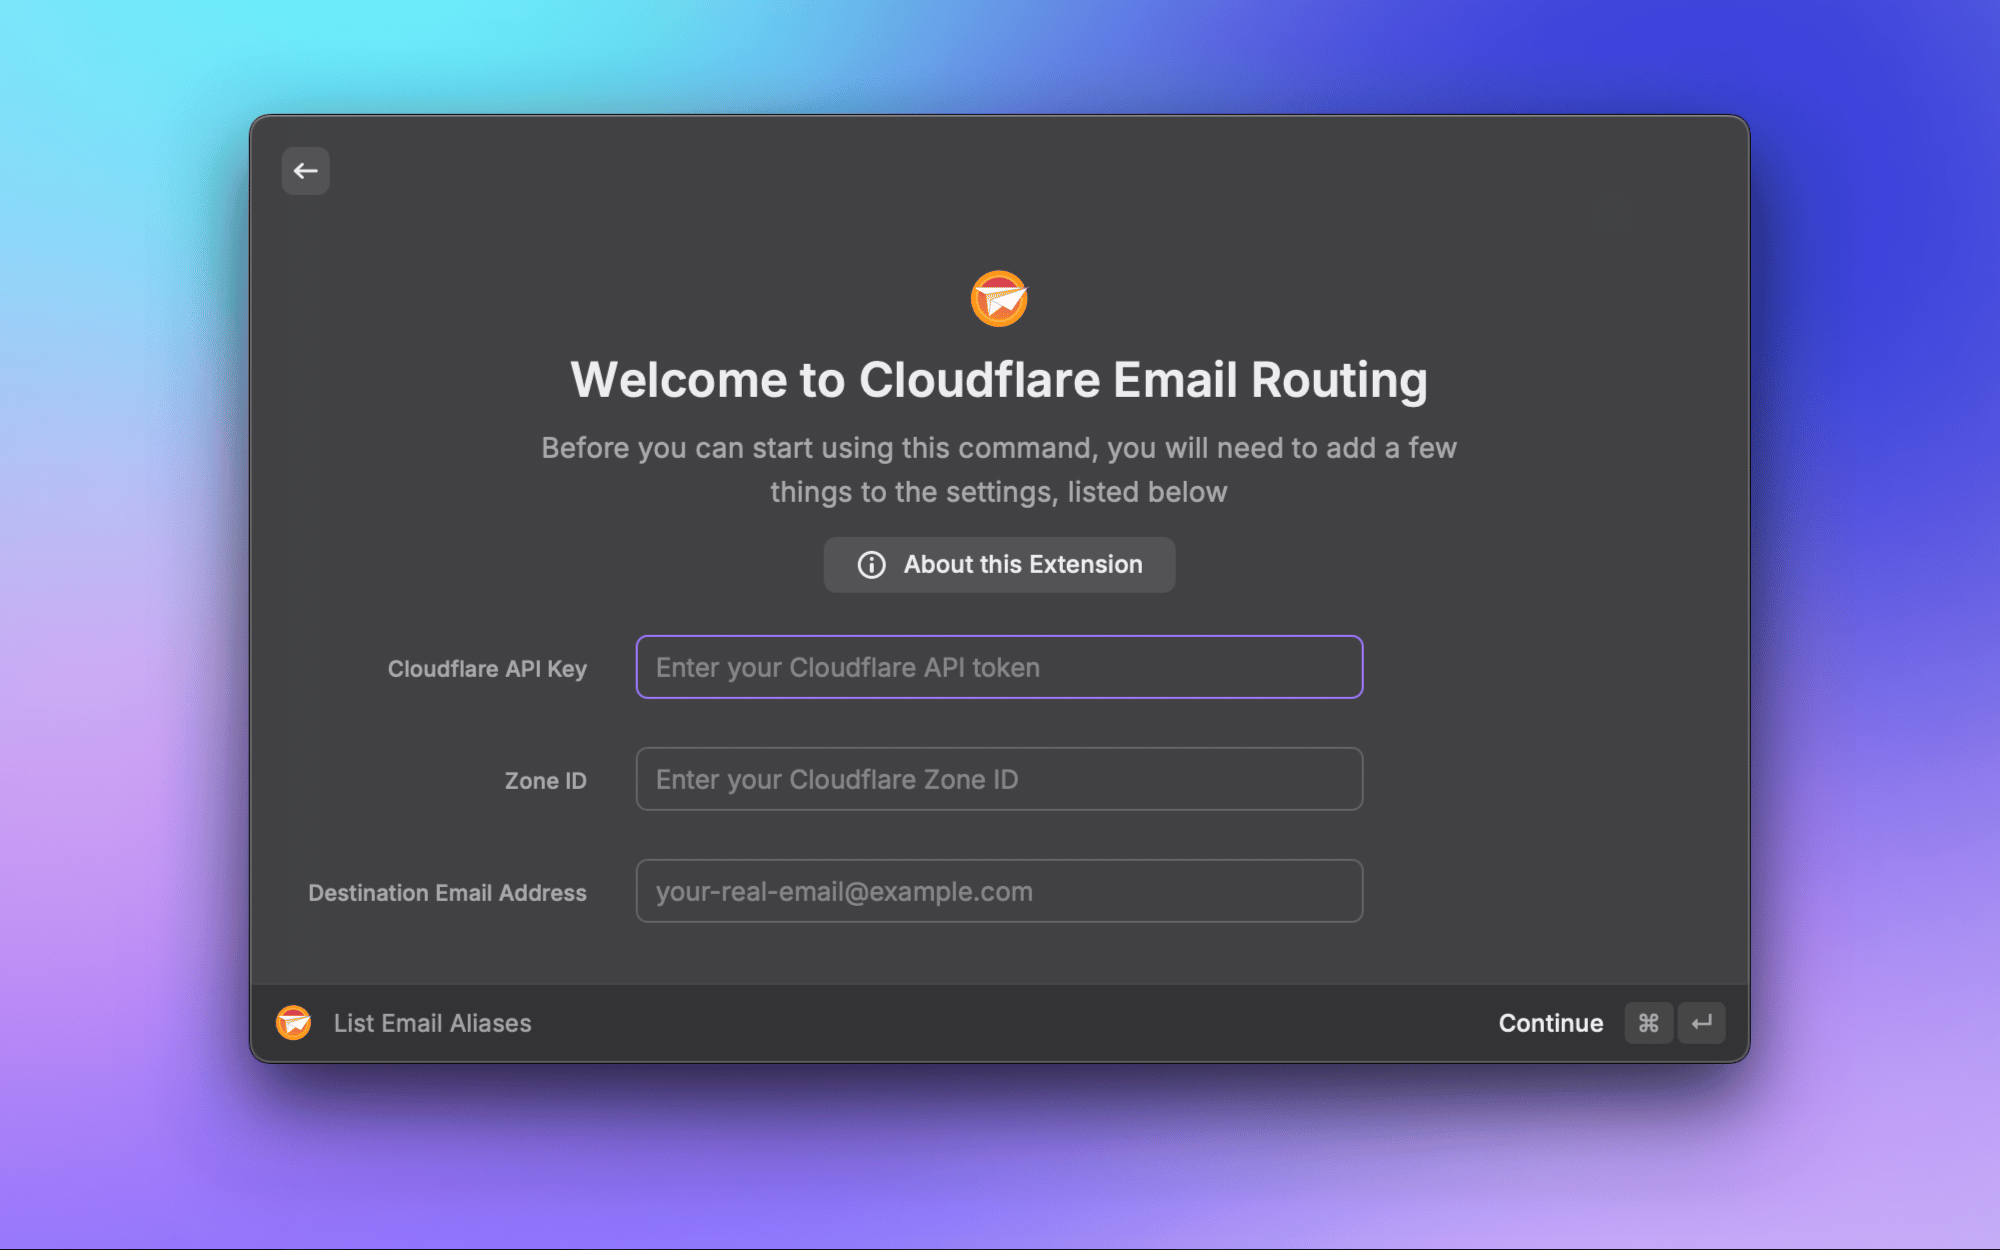 Welcome to Cloudflare Email Routing
Before you can start using this command, you will need to add a few
things to the settings, listed below
About this Extension
Cloudflare API Key
Enter your Cloudflare API token
Zone ID
Enter your Cloudflare Zone ID
Destination Email Address
your-real-email@example.com
List Email Aliases
Continue ⌘ ↵